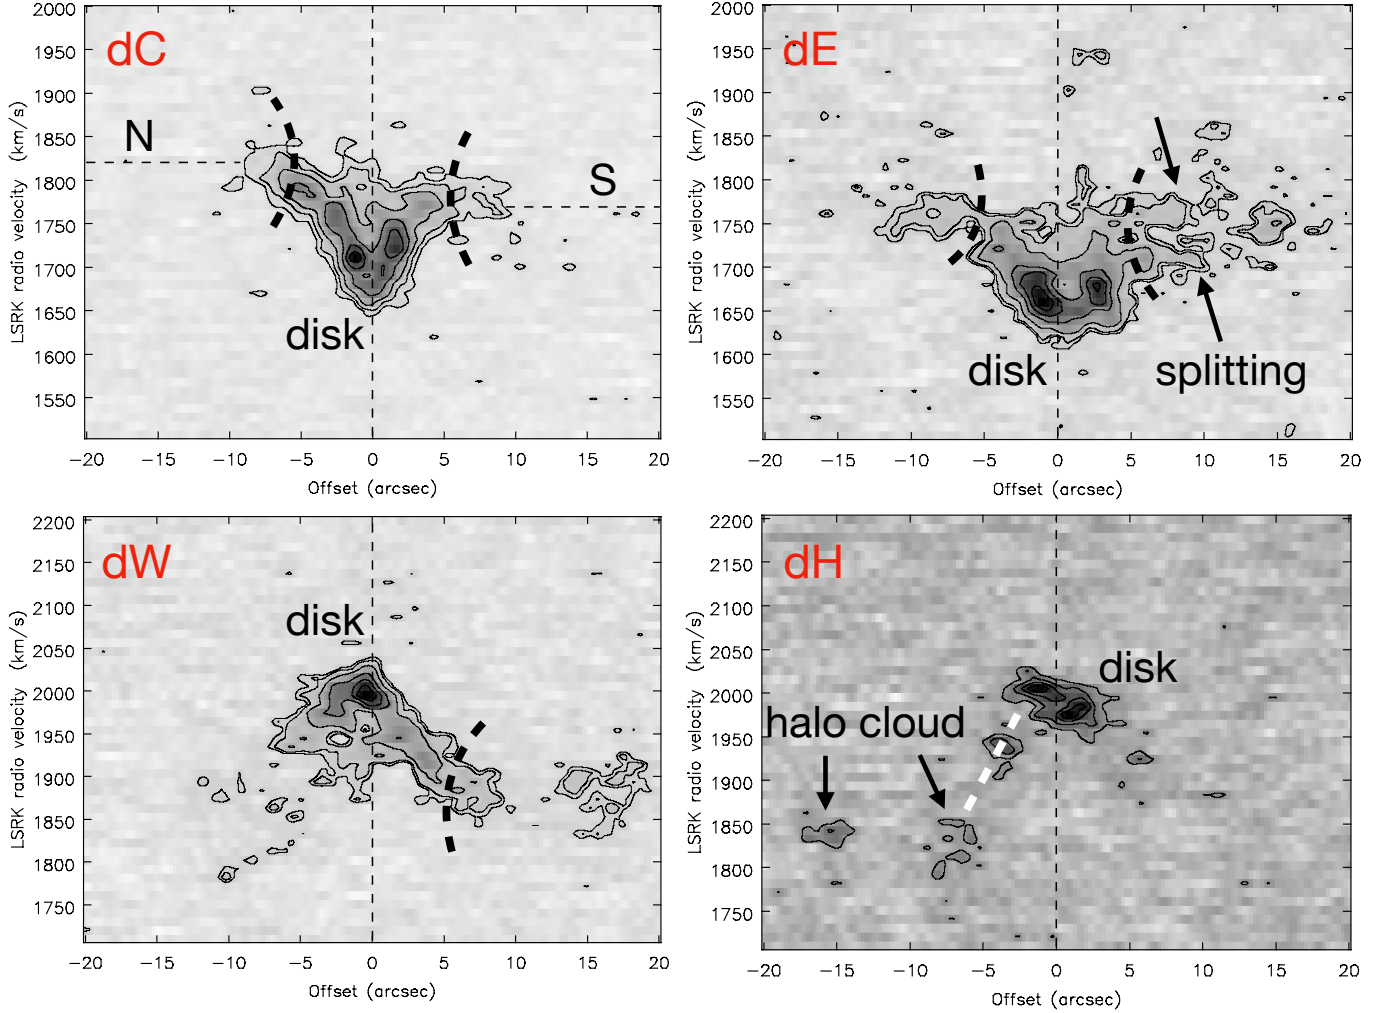 dC
N
S
disk
2000
1950
1900
1850
1800
1750
1700
1650
1600
1550
LSRK radio velocity (km/s)
-20 -15 -10 -5 0 5 10 15 20
Offset (arcsec)
dE
disk
splitting
1950
1900
1850
1800
1750
1700
1650
1600
1550
LSRK radio velocity (km/s)
-20 -15 -10 -5 0 5 10 15 20
Offset (arcsec)
dW
disk
2200
2150
2100
2050
2000
1950
1900
1850
1800
1750
LSRK radio velocity (km/s)
-20 -15 -10 -5 0 5 10 15 20
Offset (arcsec)
dH
disk
halo cloud
2200
2150
2100
2050
2000
1950
1900
1850
1800
1750
LSRK radio velocity (km/s)
-20 -15 -10 -5 0 5 10 15 20
Offset (arcsec)